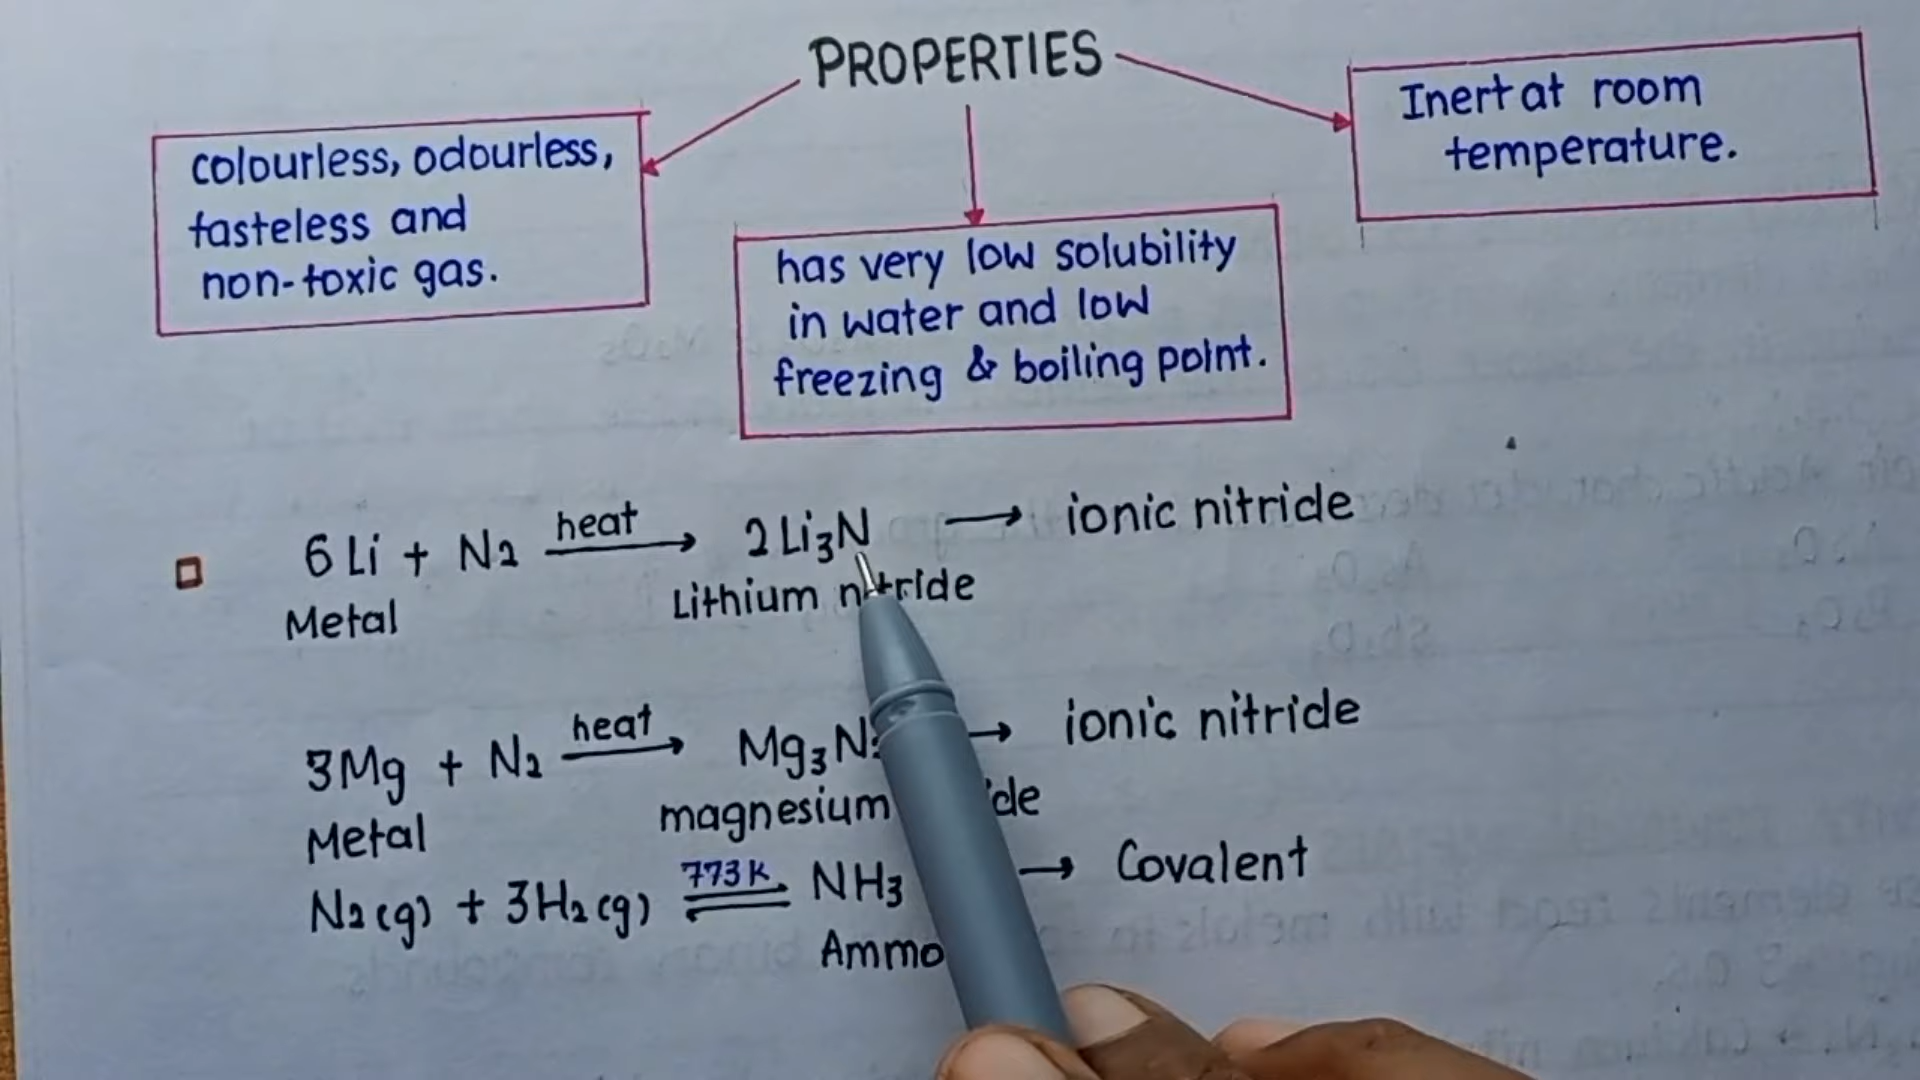 PROPERTIES
colourless, odourless,
tasteless and
non-toxic gas.
has very low solubility
in water and low
freezing & boiling point.
Inert at room
temperature.
6 Li + N2 heat → 2 Li3N → ionic nitride
Metal Lithium nitride
3Mg + N2 heat → Mg3N → ionic nitride
Metal magnesium
N2(g) + 3H2(g) 773K ⇌ NH3 → Covalent
Ammo